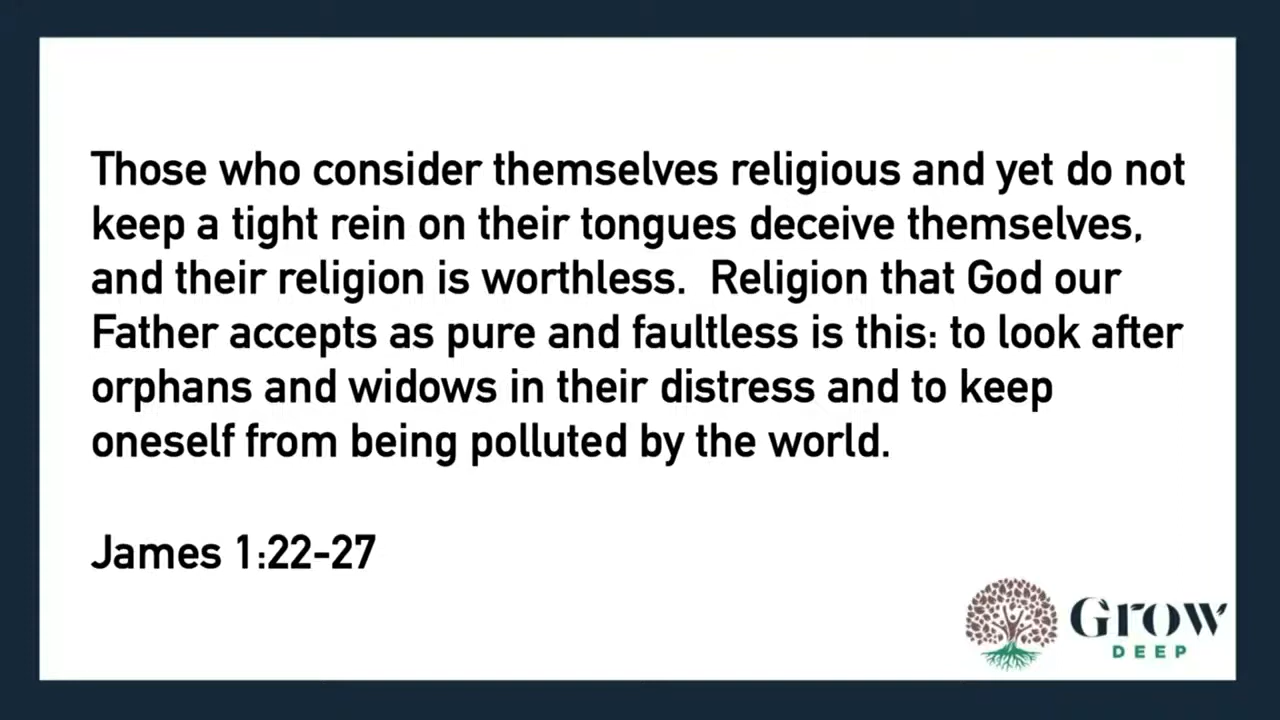 Those who consider themselves religious and yet do not
keep a tight rein on their tongues deceive themselves,
and their religion is worthless.  Religion that God our
Father accepts as pure and faultless is this: to look after
orphans and widows in their distress and to keep
oneself from being polluted by the world.
James 1:22-27
Grow
DEEP